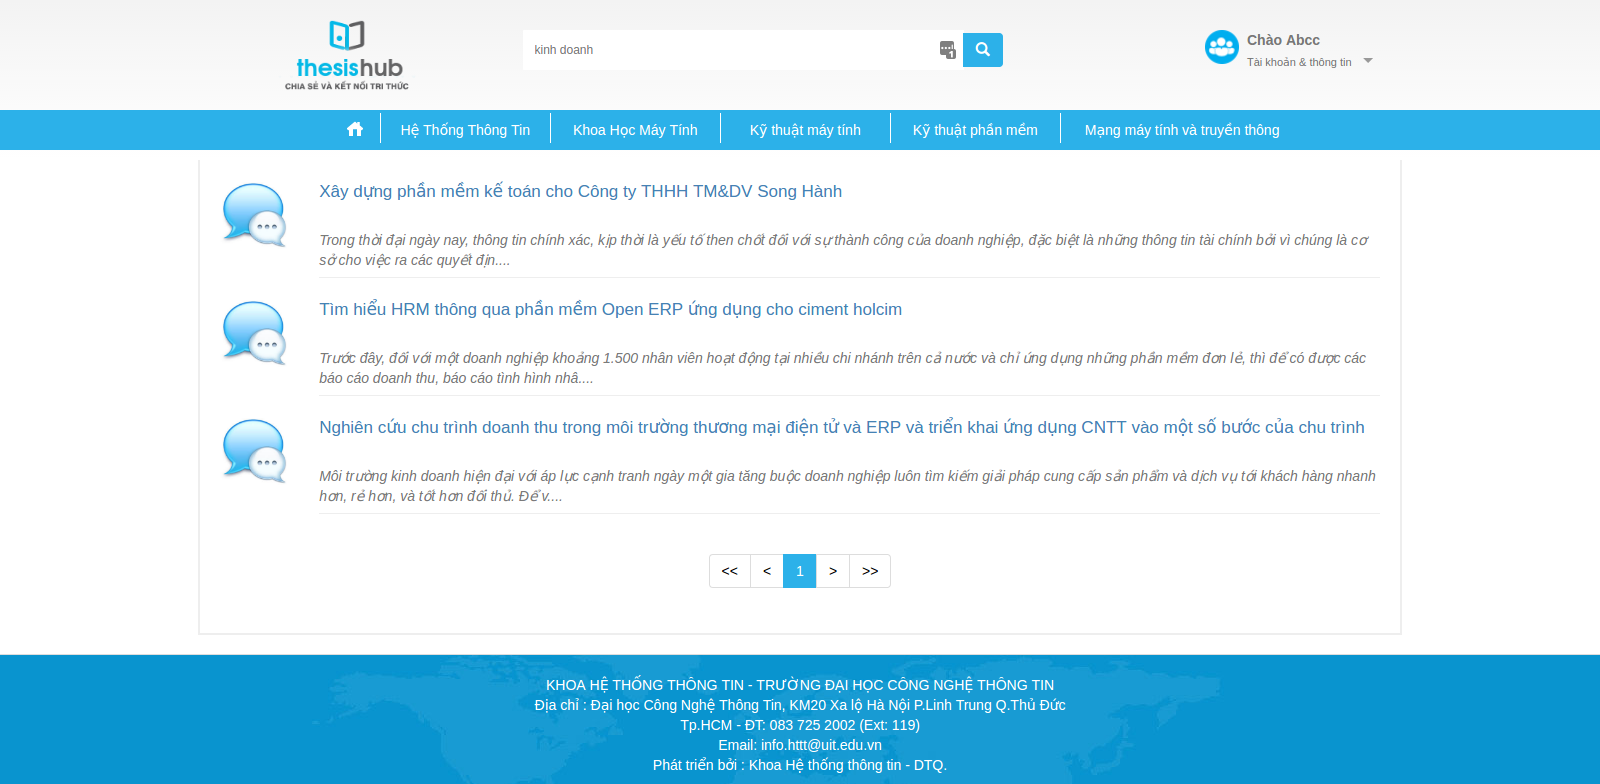 thesishub
CHIA SẺ VÀ KẾT NỐI TRI THỨC
kinh doanh
1
Chào Abcc
Tài khoản & thông tin
Hệ Thống Thông Tin
Khoa Học Máy Tính
Kỹ thuật máy tính
Kỹ thuật phần mềm
Mạng máy tính và truyền thông
Xây dựng phần mềm kế toán cho Công ty THHH TM&DV Song Hành
Trong thời đại ngày nay, thông tin chính xác, kịp thời là yếu tố then chốt đối với sự thành công của doanh nghiệp, đặc biệt là những thông tin tài chính bởi vì chúng là cơ
sở cho việc ra các quyết địn....
Tìm hiểu HRM thông qua phần mềm Open ERP ứng dụng cho ciment holcim
Trước đây, đối với một doanh nghiệp khoảng 1.500 nhân viên hoạt động tại nhiều chi nhánh trên cả nước và chỉ ứng dụng những phần mềm đơn lẻ, thì để có được các
báo cáo doanh thu, báo cáo tình hình nhâ....
Nghiên cứu chu trình doanh thu trong môi trường thương mại điện tử và ERP và triển khai ứng dụng CNTT vào một số bước của chu trình
Môi trường kinh doanh hiện đại với áp lực cạnh tranh ngày một gia tăng buộc doanh nghiệp luôn tìm kiếm giải pháp cung cấp sản phẩm và dịch vụ tới khách hàng nhanh
hơn, rẻ hơn, và tốt hơn đối thủ. Để v....
<< < 1 > >>
KHOA HỆ THỐNG THÔNG TIN - TRƯỜNG ĐẠI HỌC CÔNG NGHỆ THÔNG TIN
Địa chỉ : Đại học Công Nghệ Thông Tin, KM20 Xa lộ Hà Nội P.Linh Trung Q.Thủ Đức
Tp.HCM - ĐT: 083 725 2002 (Ext: 119)
Email: info.httt@uit.edu.vn
Phát triển bởi : Khoa Hệ thống thông tin - DTQ.